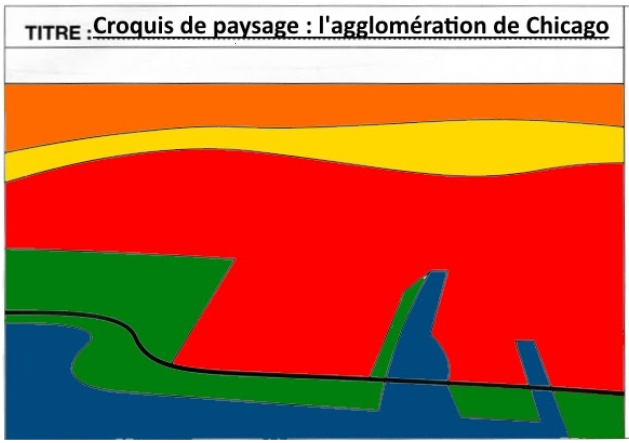 TITRE : Croquis de paysage : l'agglomération de Chicago